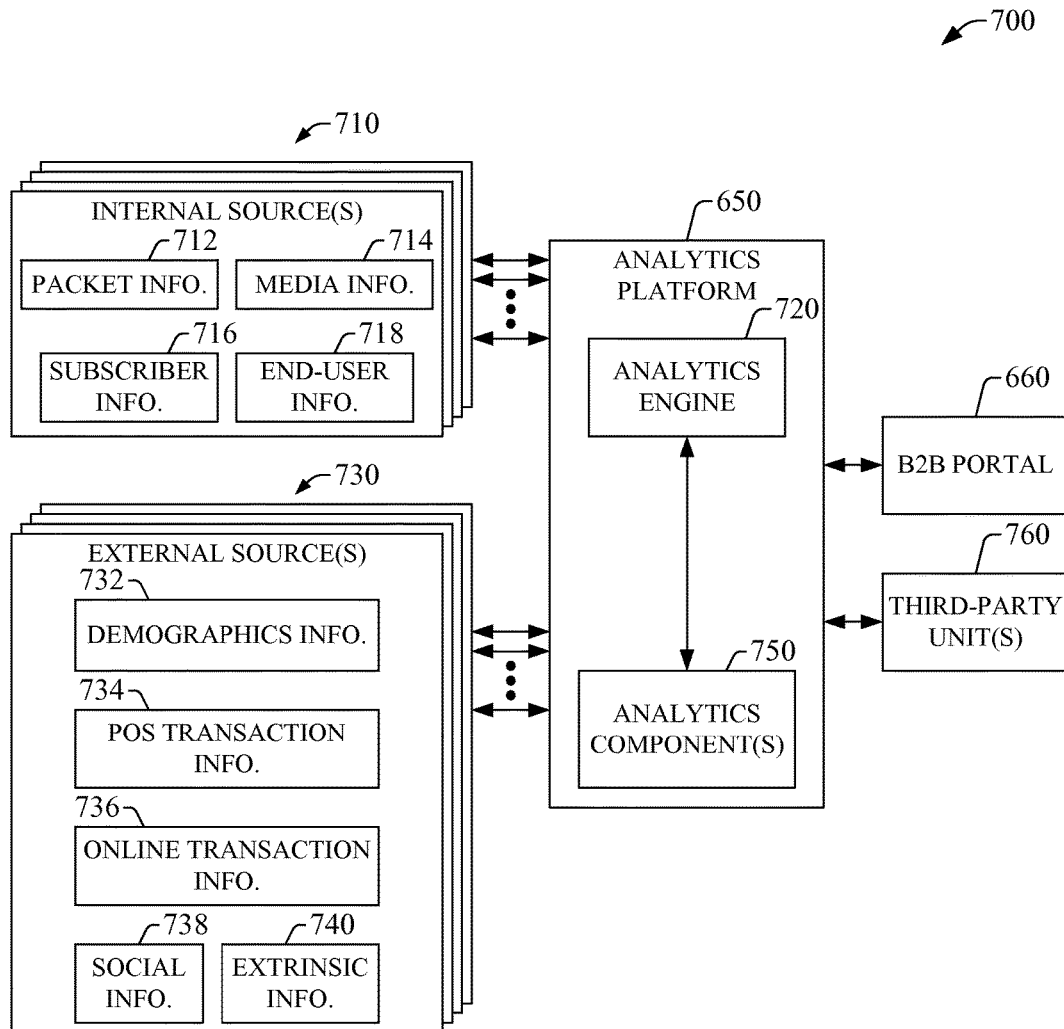 700
710
INTERNAL SOURCE(S)
712
714
PACKET INFO.
MEDIA INFO.
716
718
SUBSCRIBER
INFO.
END-USER
INFO.
730
EXTERNAL SOURCE(S)
732
DEMOGRAPHICS INFO.
734
POS TRANSACTION
INFO.
736
ONLINE TRANSACTION
INFO.
738
740
SOCIAL
INFO.
EXTRINSIC
INFO.
650
ANALYTICS
PLATFORM
720
ANALYTICS
ENGINE
750
ANALYTICS
COMPONENT(S)
660
B2B PORTAL
760
THIRD-PARTY
UNIT(S)